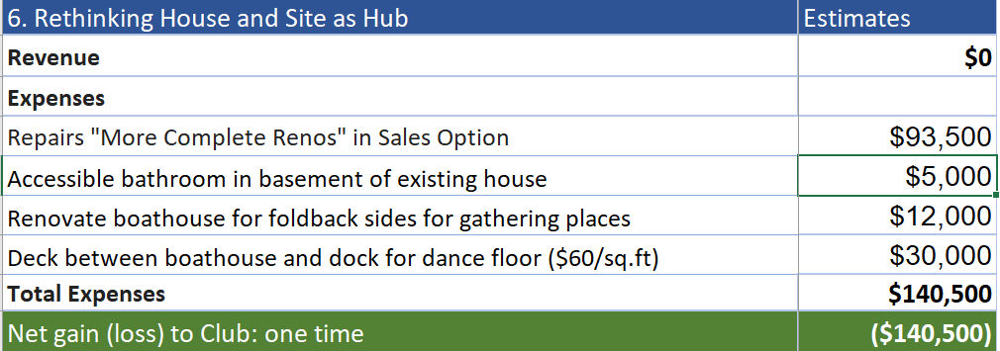 6. Rethinking House and Site as Hub Estimates
Revenue $0
Expenses
Repairs "More Complete Renos" in Sales Option $93,500
Accessible bathroom in basement of existing house $5,000
Renovate boathouse for foldback sides for gathering places $12,000
Deck between boathouse and dock for dance floor ($60/sq.ft) $30,000
Total Expenses $140,500
Net gain (loss) to Club: one time ($140,500)